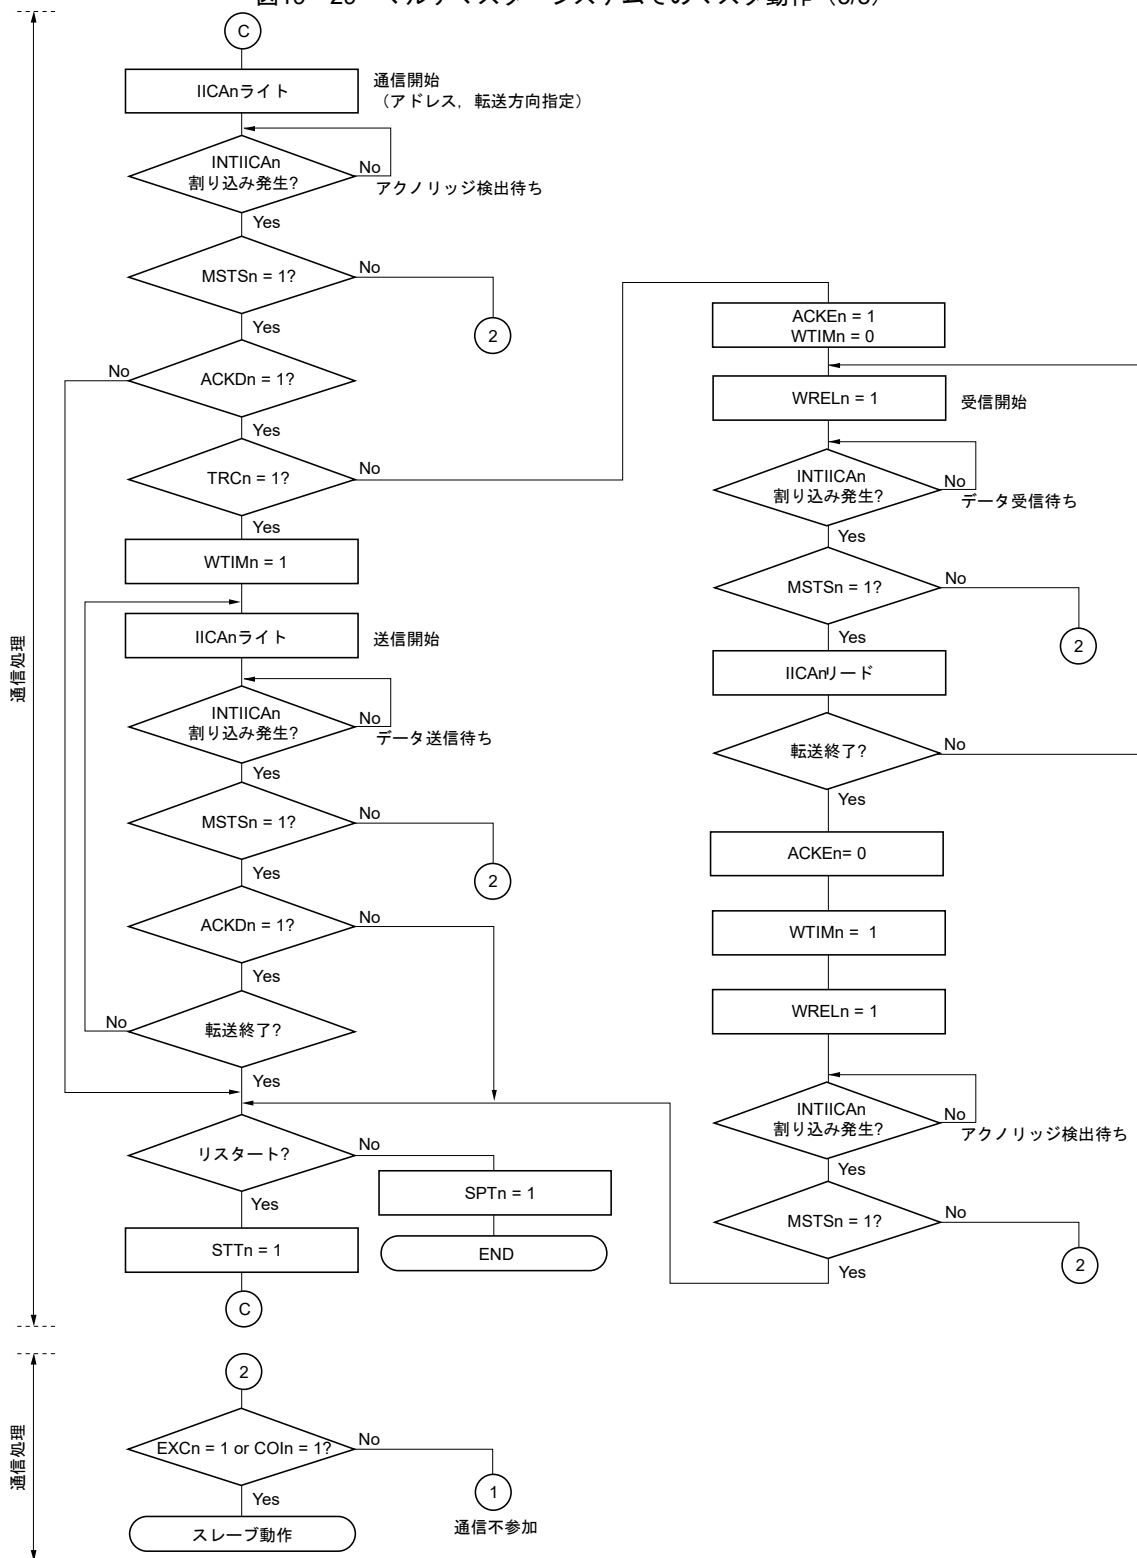 C
IICAnライト
通信開始
(アドレス,転送方向指定)
INTIICAn
割り込み発生?
No
アクノリッジ検出待ち
Yes
MSTSn = 1?
No
2
Yes
ACKDn = 1?
No
Yes
TRCn = 1?
No
Yes
WTIMn = 1
IICAnライト
送信開始
INTIICAn
割り込み発生?
No
データ送信待ち
Yes
MSTSn = 1?
No
2
Yes
ACKDn = 1?
No
Yes
転送終了?
No
Yes
リスタート?
No
Yes
SPTn = 1
END
STTn = 1
C
ACKEn = 1
WTIMn = 0
WRELn = 1
受信開始
INTIICAn
割り込み発生?
No
データ受信待ち
Yes
MSTSn = 1?
No
2
Yes
IICAnリード
転送終了?
No
Yes
ACKEn= 0
WTIMn = 1
WRELn = 1
INTIICAn
割り込み発生?
No
アクノリッジ検出待ち
Yes
MSTSn = 1?
No
2
Yes
通信処理
2
EXCn = 1 or COIn = 1?
No
1
通信不参加
Yes
スレーブ動作
通信処理